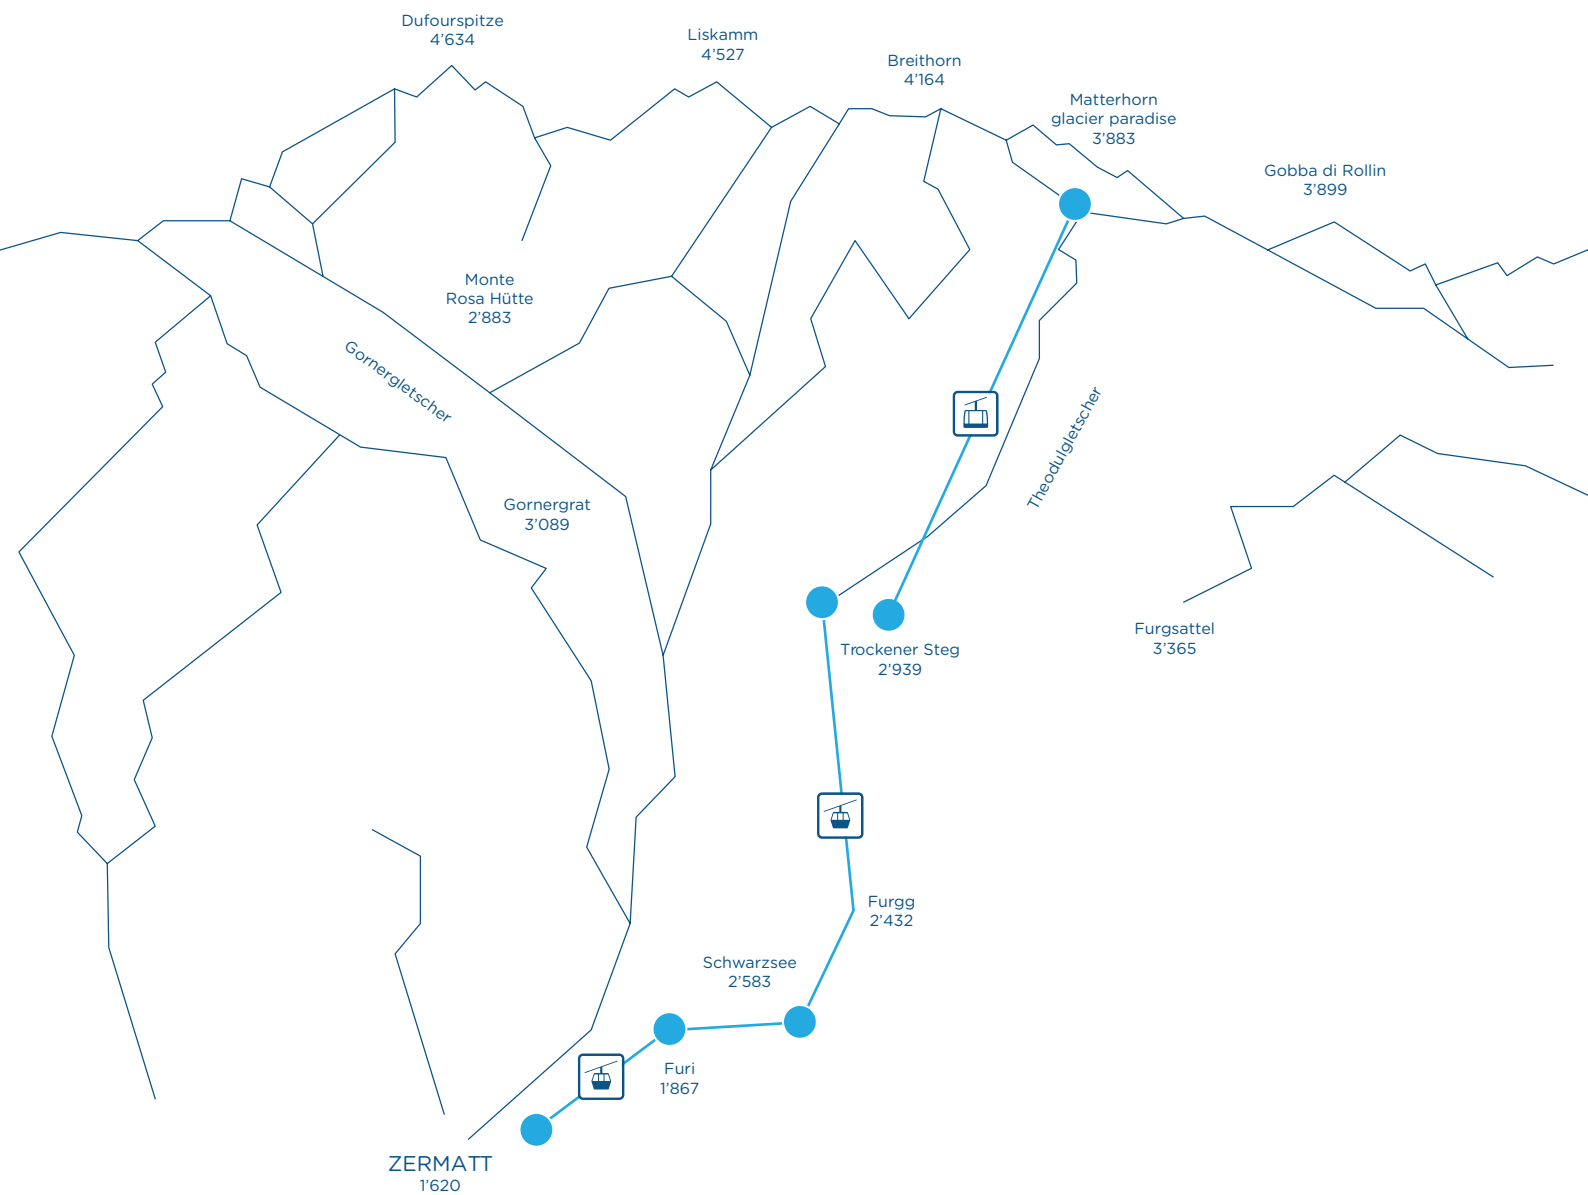 Dufourspitze
4’634
Liskamm
4’527
Breithorn
4’164
Matterhorn
glacier paradise
3’883
Gobba di Rollin
3’899
Monte
Rosa Hütte
2’883
Gornergletscher
Theodulgletscher
Gornergrat
3’089
Trockener Steg
2’939
Furgsattel
3’365
Furgg
2’432
Schwarzsee
2’583
Furi
1’867
ZERMATT
1’620